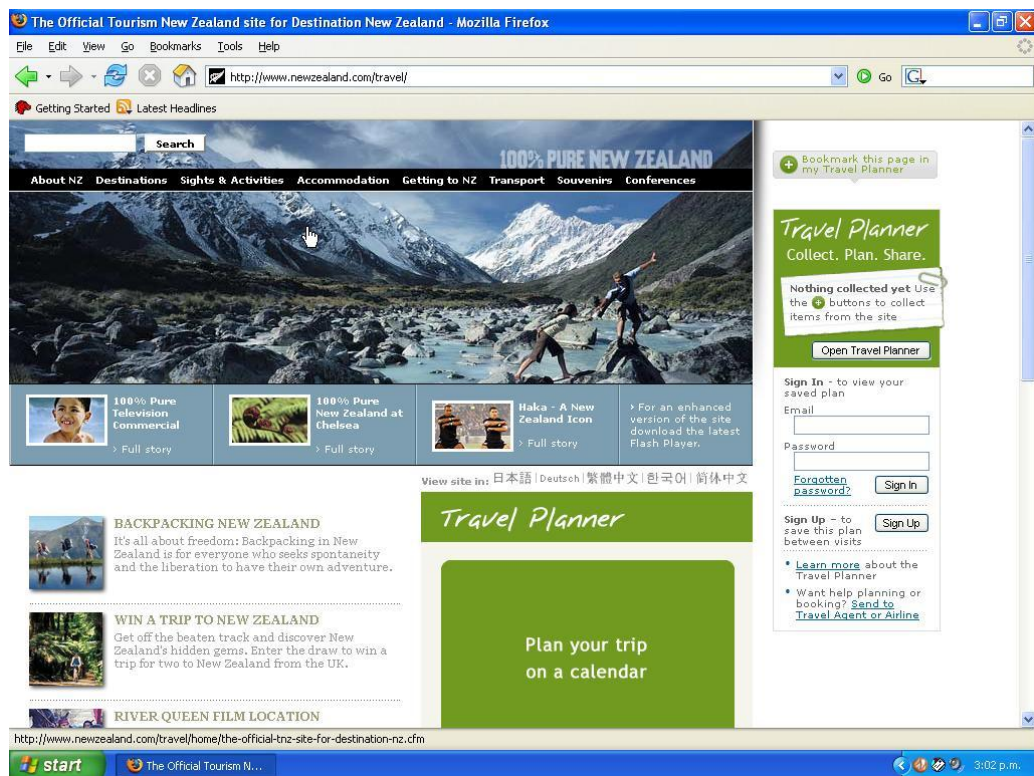 The Official Tourism New Zealand site for Destination New Zealand - Mozilla Firefox
File Edit View Go Bookmarks Tools Help
http://www.newzealand.com/travel/
Go
G
Getting Started Latest Headlines
Search
100% PURE NEW ZEALAND
About NZ Destinations Sights & Activities Accommodation Getting to NZ Transport Souvenirs Conferences
100% Pure
Television
Commercial
> Full story
100% Pure
New Zealand at
Chelsea
> Full story
Haka - A New
Zealand Icon
> Full story
> For an enhanced
version of the site
download the latest
Flash Player.
View site in: 日本語 | Deutsch | 繁體中文 | 한국어 | 简体中文
BACKPACKING NEW ZEALAND
It's all about freedom: Backpacking in New
Zealand is for everyone who seeks spontaneity
and the liberation to have their own adventure.
WIN A TRIP TO NEW ZEALAND
Get off the beaten track and discover New
Zealand's hidden gems. Enter the draw to win a
trip for two to New Zealand from the UK.
RIVER QUEEN FILM LOCATION
Travel Planner
Plan your trip
on a calendar
Bookmark this page in
my Travel Planner
Travel Planner
Collect. Plan. Share.
Nothing collected yet Use
the + buttons to collect
items from the site
Open Travel Planner
Sign In - to view your
saved plan
Email
Password
Forgotten
password?
Sign In
Sign Up - to
save this plan
between visits
Sign Up
• Learn more about the
Travel Planner
• Want help planning or
booking? Send to
Travel Agent or Airline
http://www.newzealand.com/travel/home/the-official-tnz-site-for-destination-nz.cfm
start
The Official Tourism N...
3:02 p.m.